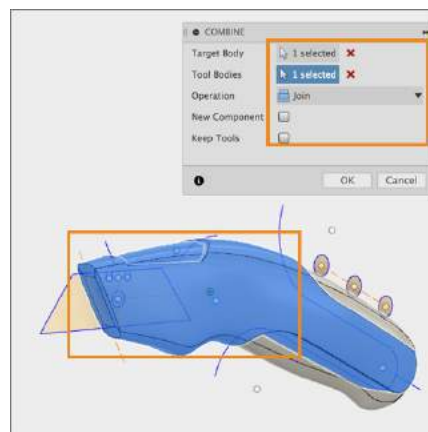 COMBINE
Target Body 1 selected
Tool Bodies 1 selected
Operation Join
New Component
Keep Tools
OK Cancel